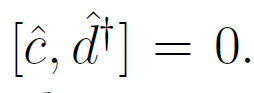 [ĉ, d̂†] = 0.